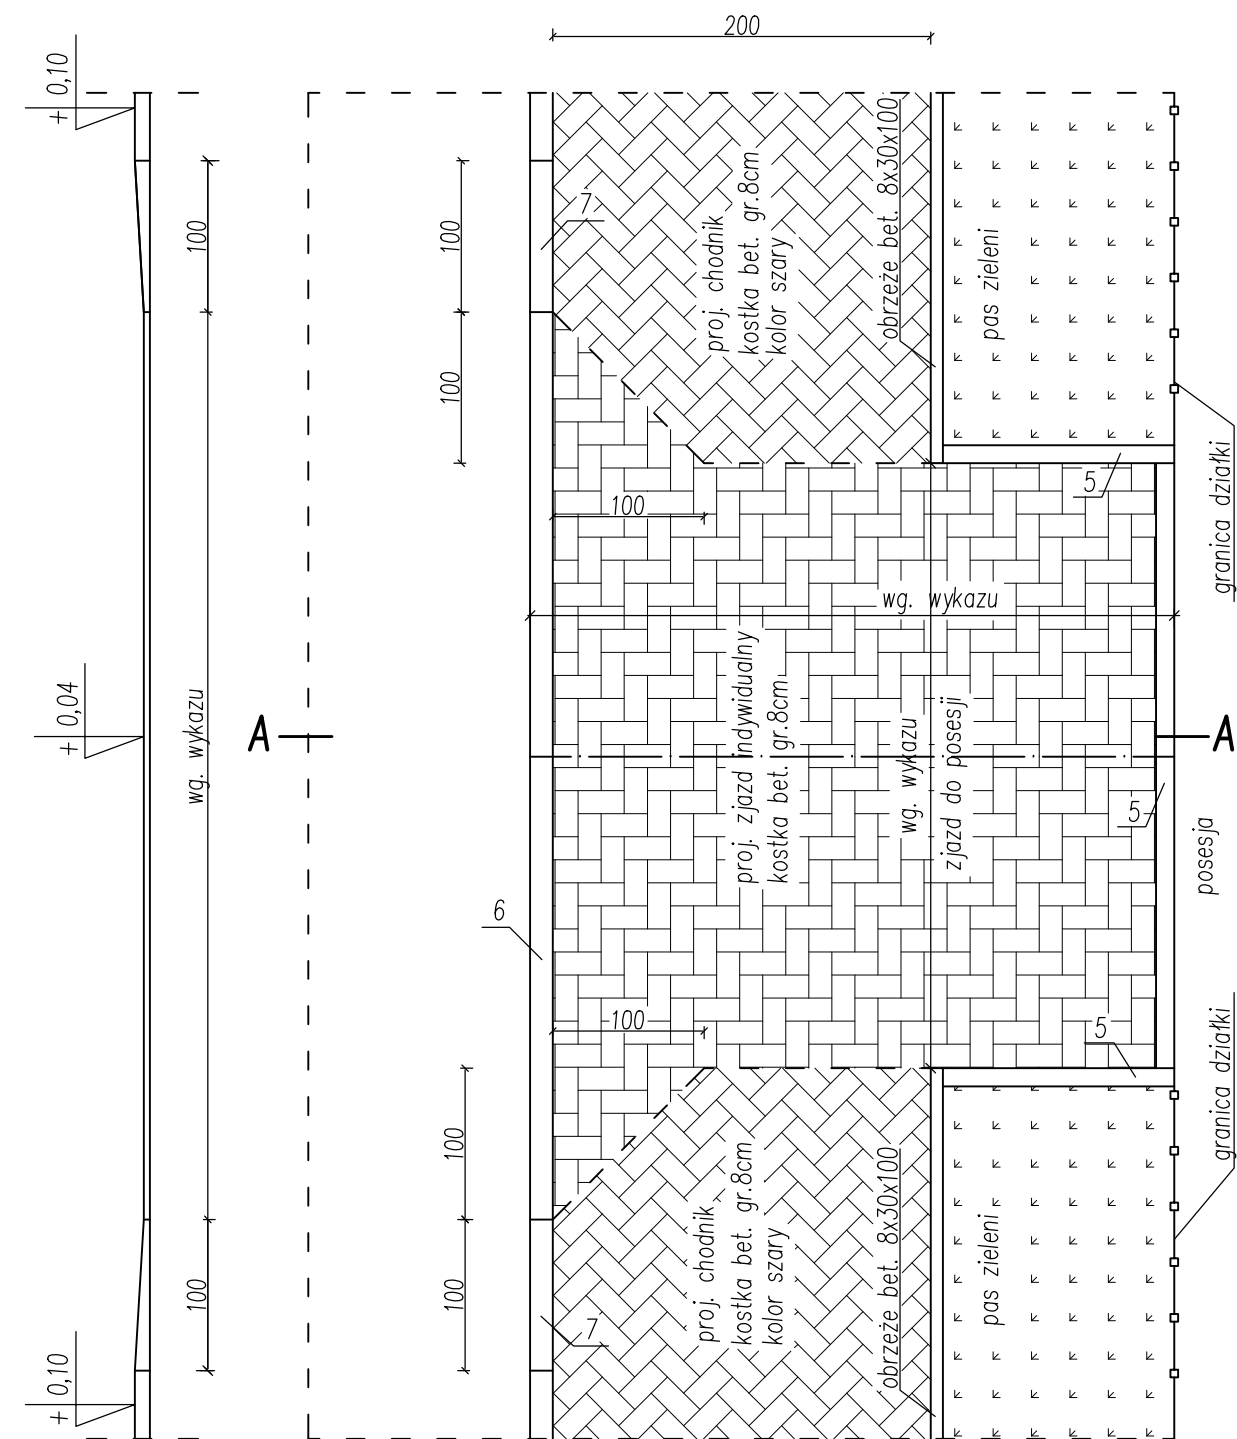 200
+ 0,10
100
100
100
7
proj. chodnik
kostka bet. gr.8cm
kolor szary
obrzeże bet. 8x30x100
pas zieleni
granica działki
5
100
wg. wykazu
+ 0,04
wg. wykazu
A
proj. zjazd indywidualny
kostka bet. gr.8cm
wg. wykazu
zjazd do posesji
A
5
posesja
6
100
5
granica działki
100
100
100
7
proj. chodnik
kostka bet. gr.8cm
kolor szary
obrzeże bet. 8x30x100
pas zieleni
+ 0,10